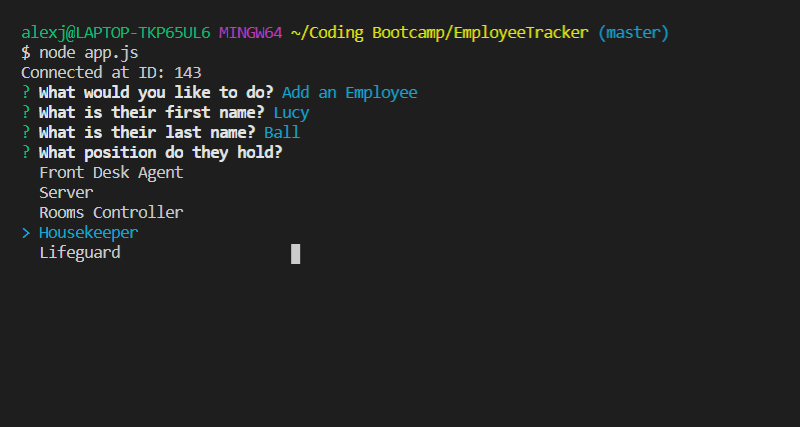 alexj@LAPTOP-TKP65UL6 MINGW64 ~/Coding Bootcamp/EmployeeTracker (master)
$ node app.js
Connected at ID: 143
? What would you like to do? Add an Employee
? What is their first name? Lucy
? What is their last name? Ball
? What position do they hold?
Front Desk Agent
Server
Rooms Controller
> Housekeeper
Lifeguard